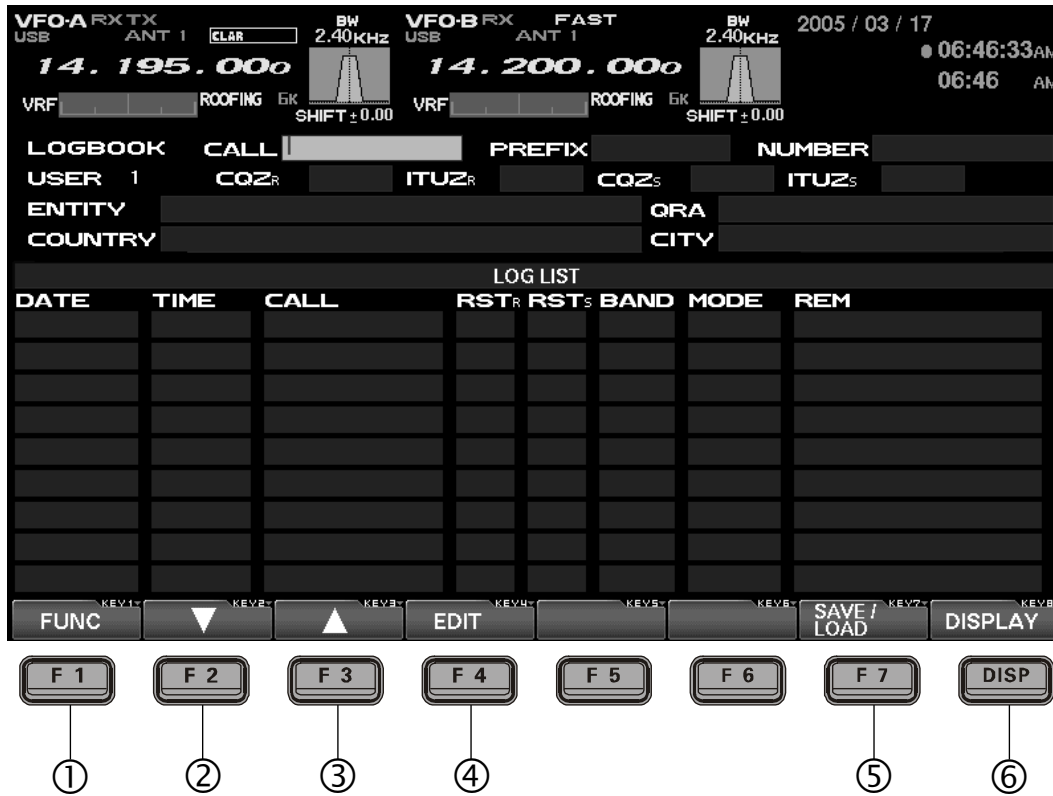 VFO-A RX TX BW VFO-B RX FAST BW 2005 / 03 / 17
USB ANT 1 CLAR 2.40KHz USB ANT 1 2.40KHz
06:46:33AM
14.195.000 14.200.000
06:46 AM
VRF ROOFING 6K VRF ROOFING 6K
SHIFT ±0.00 SHIFT ±0.00
LOGBOOK CALL PREFIX NUMBER
USER 1 CQZR ITUZR CQZS ITUZS
ENTITY QRA
COUNTRY CITY
LOG LIST
DATE TIME CALL RSTR RSTS BAND MODE REM
KEY1 KEY2 KEY3 KEY4 KEY5 KEY6 KEY7 KEY8
FUNC ▼ ▲ EDIT SAVE / LOAD DISPLAY
F 1 F 2 F 3 F 4 F 5 F 6 F 7 DISP
① ② ③ ④ ⑤ ⑥